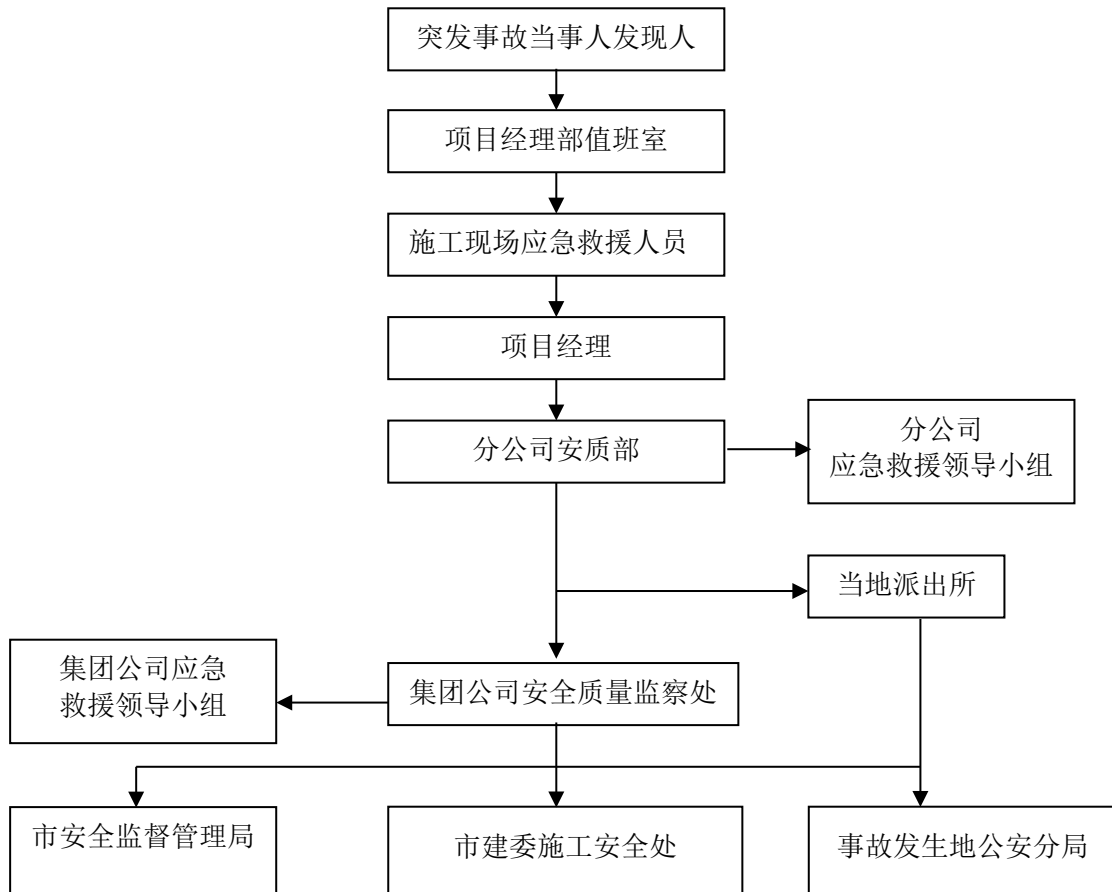 突发事故当事人发现人
项目经理部值班室
施工现场应急救援人员
项目经理
分公司安质部
分公司
应急救援领导小组
当地派出所
集团公司应急
救援领导小组
集团公司安全质量监察处
市安全监督管理局
市建委施工安全处
事故发生地公安分局